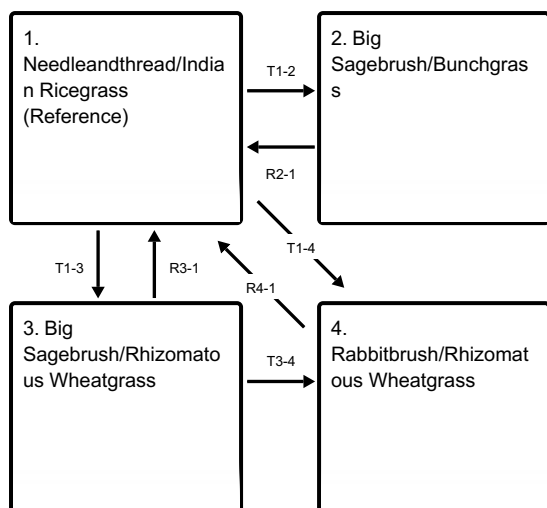 1.
Needleandthread/India
n Ricegrass
(Reference)
T1-2
2. Big
Sagebrush/Bunchgras
s
R2-1
T1-3
R3-1
T1-4
R4-1
3. Big
Sagebrush/Rhizomato
us Wheatgrass
T3-4
4.
Rabbitbrush/Rhizomat
ous Wheatgrass